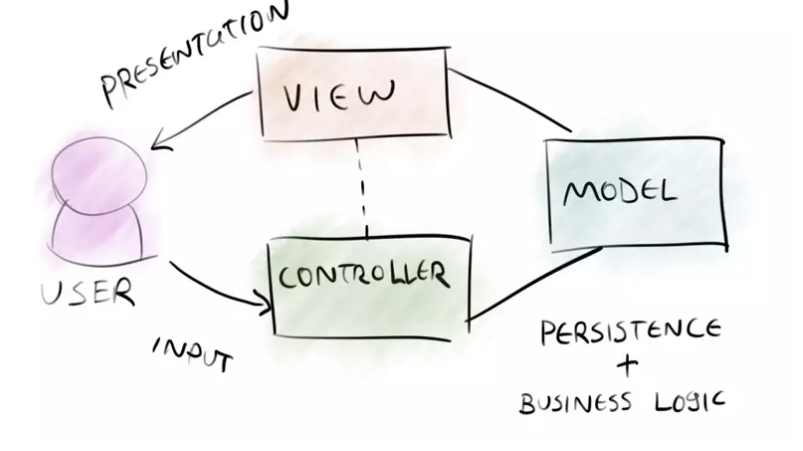 PRESENTATION
VIEW
MODEL
USER
CONTROLLER
INPUT
PERSISTENCE
+
BUSINESS LOGIC